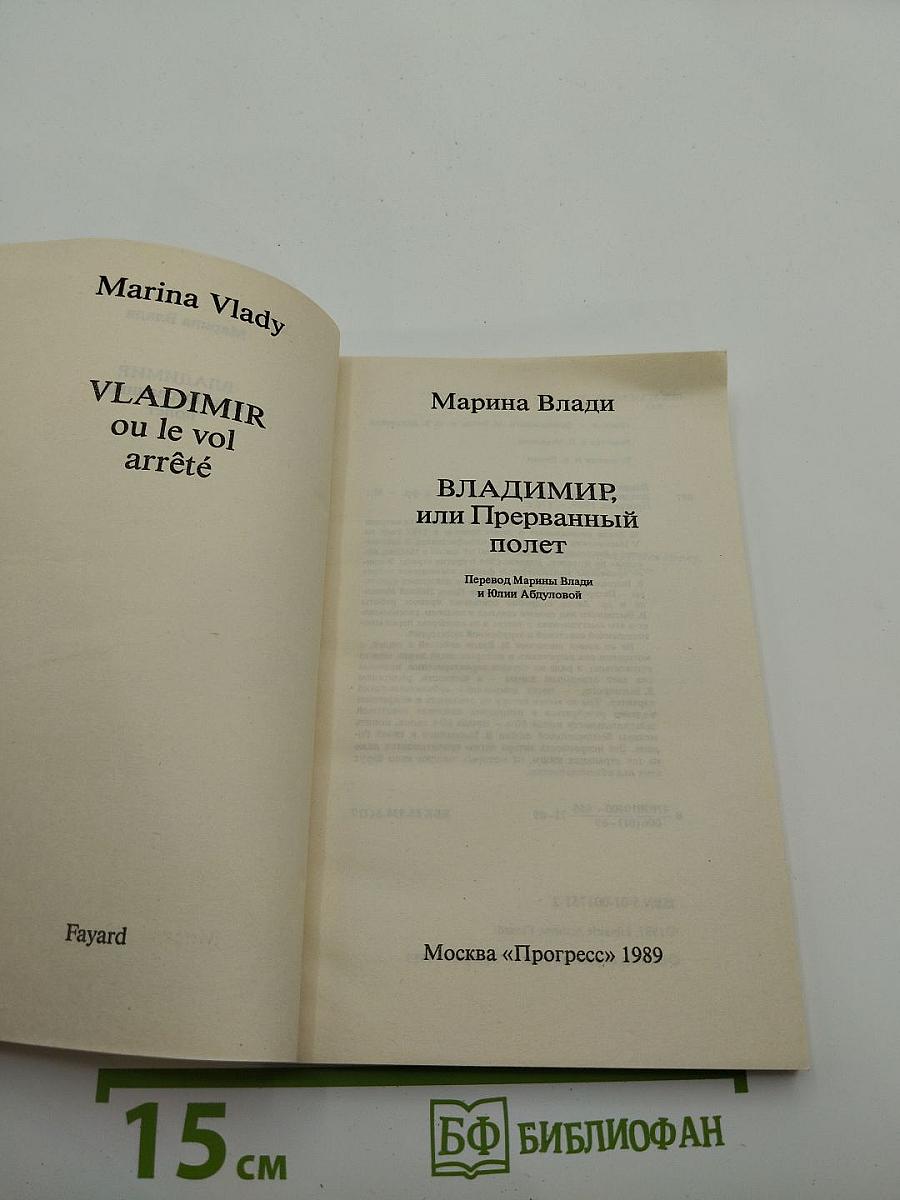 Marina Vlady
VLADIMIR
ou le vol
arrêté
Fayard
Марина Влади
ВЛАДИМИР,
или Прерванный
полет
Перевод Марины Влади
и Юлии Абдуловой
Москва «Прогресс» 1989
15 см
БФ БИБЛИОФАН